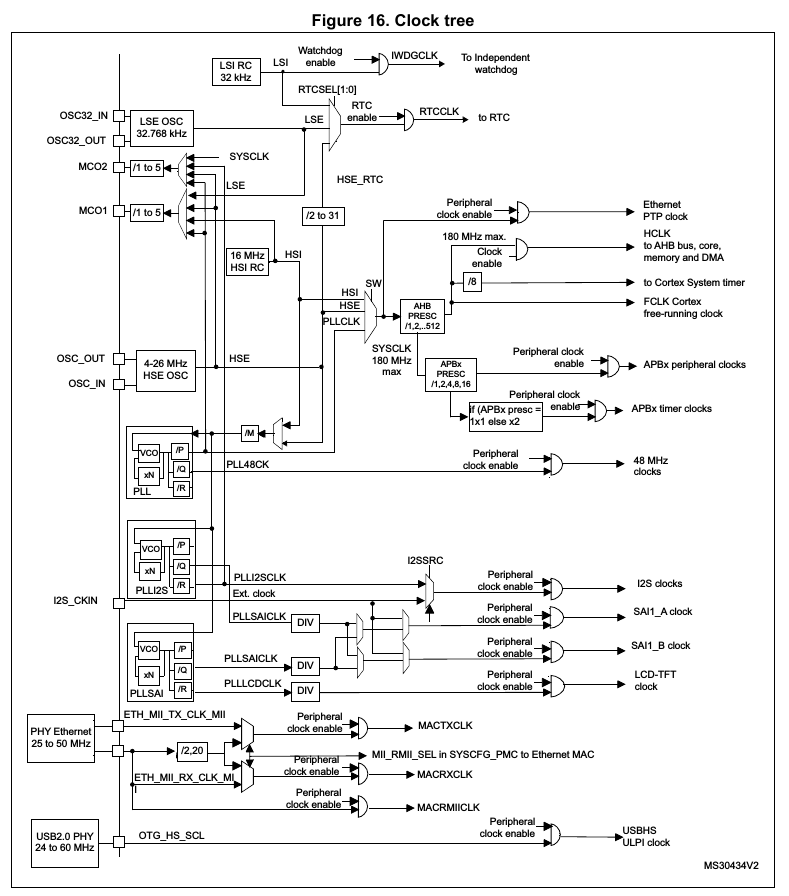 Figure 16. Clock tree
LSI RC
32 kHz
LSI
Watchdog
enable
IWDGCLK
To Independent
watchdog
RTCSEL[1:0]
OSC32_IN
OSC32_OUT
LSE OSC
32.768 kHz
LSE
RTC
enable
RTCCLK
to RTC
MCO2
/1 to 5
SYSCLK
LSE
HSE_RTC
MCO1
/1 to 5
/2 to 31
Peripheral
clock enable
Ethernet
PTP clock
16 MHz
HSI RC
HSI
180 MHz max.
Clock
enable
HCLK
to AHB bus, core,
memory and DMA
/8
to Cortex System timer
SW
HSI
HSE
PLLCLK
AHB
PRESC
/1,2,..512
FCLK Cortex
free-running clock
SYSCLK
180 MHz
max
OSC_OUT
OSC_IN
4-26 MHz
HSE OSC
HSE
APBx
PRESC
/1,2,4,8,16
Peripheral clock
enable
APBx peripheral clocks
Peripheral clock
enable
if (APBx presc =
1x1 else x2
APBx timer clocks
/M
VCO
xN
/P
/Q
/R
PLL
PLL48CK
Peripheral
clock enable
48 MHz
clocks
VCO
xN
/P
/Q
/R
PLLI2S
I2SSRC
PLLI2SCLK
Peripheral
clock enable
I2S clocks
I2S_CKIN
Ext. clock
PLLSAICLK
DIV
Peripheral
clock enable
SAI1_A clock
VCO
xN
/P
/Q
/R
PLLSAI
PLLSAICLK
DIV
Peripheral
clock enable
SAI1_B clock
PLLLCDCLK
DIV
Peripheral
clock enable
LCD-TFT
clock
PHY Ethernet
25 to 50 MHz
ETH_MII_TX_CLK_MII
Peripheral
clock enable
MACTXCLK
/2,20
MII_RMII_SEL in SYSCFG_PMC to Ethernet MAC
ETH_MII_RX_CLK_MI
I
Peripheral
clock enable
MACRXCLK
Peripheral
clock enable
MACRMIICLK
USB2.0 PHY
24 to 60 MHz
OTG_HS_SCL
Peripheral
clock enable
USBHS
ULPI clock
MS30434V2